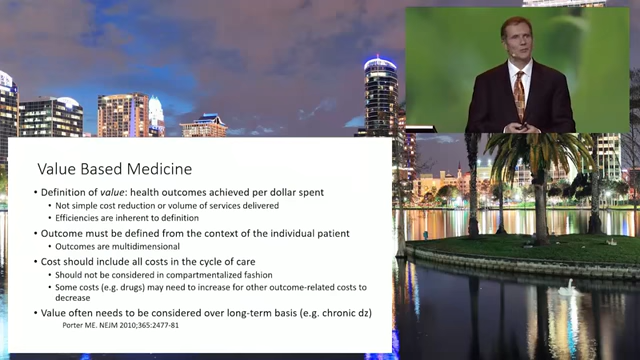 Value Based Medicine
• Definition of value: health outcomes achieved per dollar spent
• Not simple cost reduction or volume of services delivered
• Efficiencies are inherent to definition
• Outcome must be defined from the context of the individual patient
• Outcomes are multidimensional
• Cost should include all costs in the cycle of care
• Should not be considered in compartmentalized fashion
• Some costs (e.g. drugs) may need to increase for other outcome-related costs to
decrease
• Value often needs to be considered over long-term basis (e.g. chronic dz)
Porter ME. NEJM 2010;365:2477-81